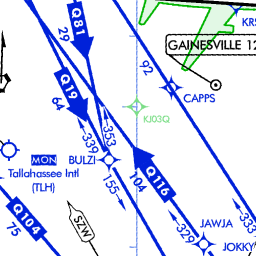 Q81
29
KRS
GAINESVILLE 12
92
CAPPS
Q19
64
KJ03Q
353
339
MON
BULZI
Tallahassee Intl
(TLH)
155
104
Q116
Q104
75
SZW
JAWJA
329
333
JOKKY